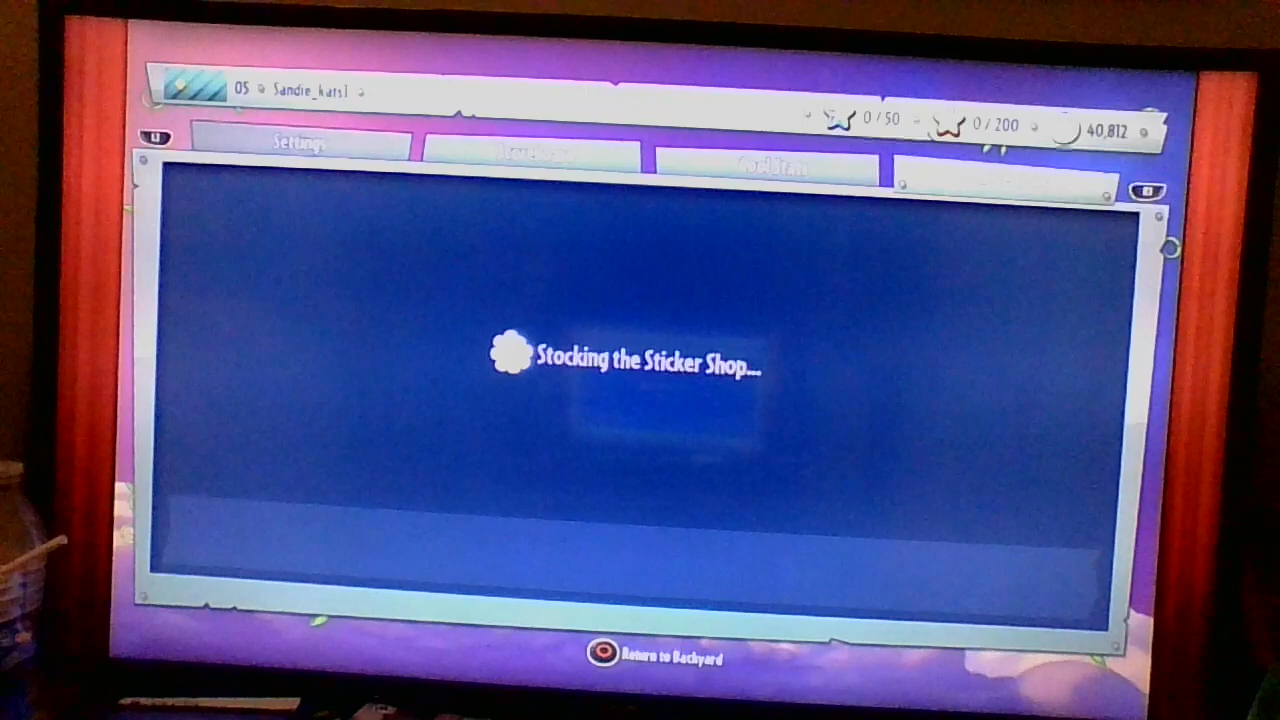 05 Sandie_kats1
0/50
0/200
40,812
Settings
Stocking the Sticker Shop...
Return to Backyard